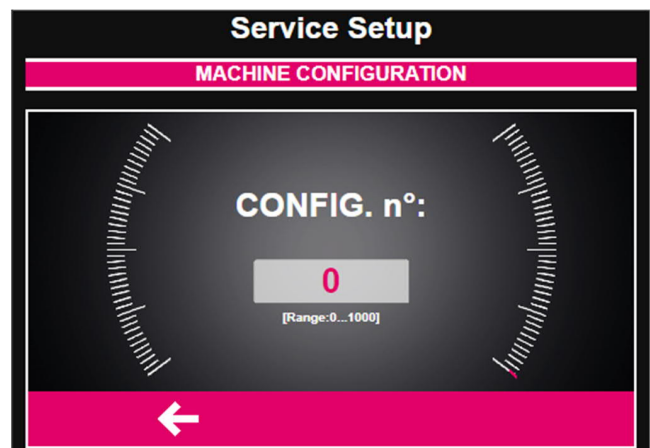 Service Setup
MACHINE CONFIGURATION
CONFIG. n°:
0
[Range:0...1000]